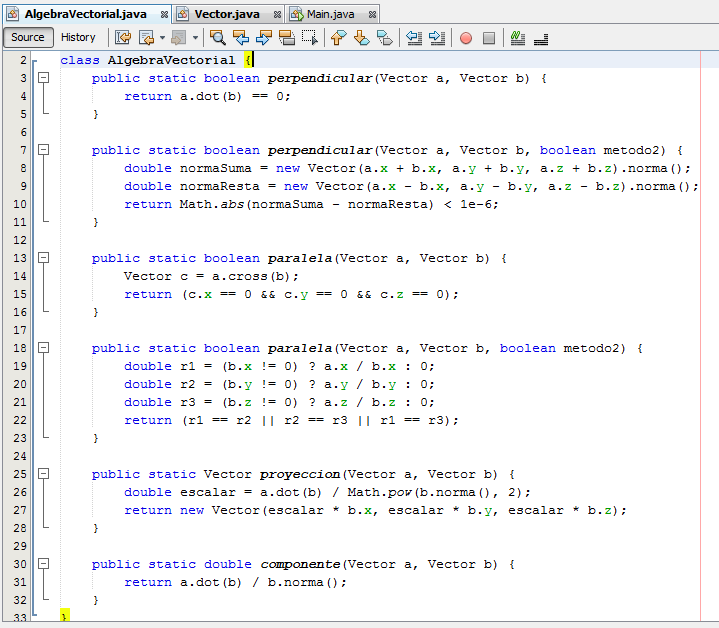 AlgebraVectorial.java Vector.java Main.java
Source History
2 class AlgebraVectorial {
3 public static boolean perpendicular(Vector a, Vector b) {
4 return a.dot(b) == 0;
5 }
6
7 public static boolean perpendicular(Vector a, Vector b, boolean metodo2) {
8 double normaSuma = new Vector(a.x + b.x, a.y + b.y, a.z + b.z).norma();
9 double normaResta = new Vector(a.x - b.x, a.y - b.y, a.z - b.z).norma();
10 return Math.abs(normaSuma - normaResta) < 1e-6;
11 }
12
13 public static boolean paralela(Vector a, Vector b) {
14 Vector c = a.cross(b);
15 return (c.x == 0 && c.y == 0 && c.z == 0);
16 }
17
18 public static boolean paralela(Vector a, Vector b, boolean metodo2) {
19 double r1 = (b.x != 0) ? a.x / b.x : 0;
20 double r2 = (b.y != 0) ? a.y / b.y : 0;
21 double r3 = (b.z != 0) ? a.z / b.z : 0;
22 return (r1 == r2 || r2 == r3 || r1 == r3);
23 }
24
25 public static Vector proyeccion(Vector a, Vector b) {
26 double escalar = a.dot(b) / Math.pow(b.norma(), 2);
27 return new Vector(escalar * b.x, escalar * b.y, escalar * b.z);
28 }
29
30 public static double componente(Vector a, Vector b) {
31 return a.dot(b) / b.norma();
32 }
33 }